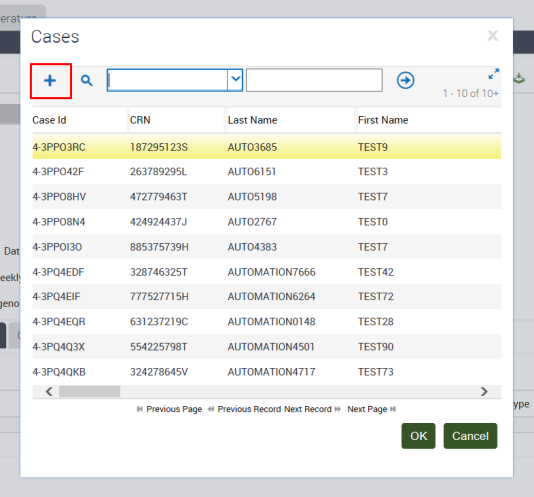 erature
Cases
X
1 - 10 of 10+
Case Id CRN Last Name First Name
4-3PPO3RC 187295123S AUTO3685 TEST9
4-3PPO42F 263789295L AUTO6151 TEST3
4-3PPO8HV 472779463T AUTO5198 TEST7
4-3PPO8N4 424924437J AUTO2767 TEST0
4-3PPOI3O 885375739H AUTO4383 TEST7
4-3PQ4EDF 328746325T AUTOMATION7666 TEST42
4-3PQ4EIF 777527715H AUTOMATION6264 TEST72
4-3PQ4EQR 631237219C AUTOMATION0148 TEST28
4-3PQ4Q3X 554225798T AUTOMATION4501 TEST90
4-3PQ4QKB 324278645V AUTOMATION4717 TEST73
Previous Page Previous Record Next Record Next Page
OK Cancel
Dat
eekly
geno
ype